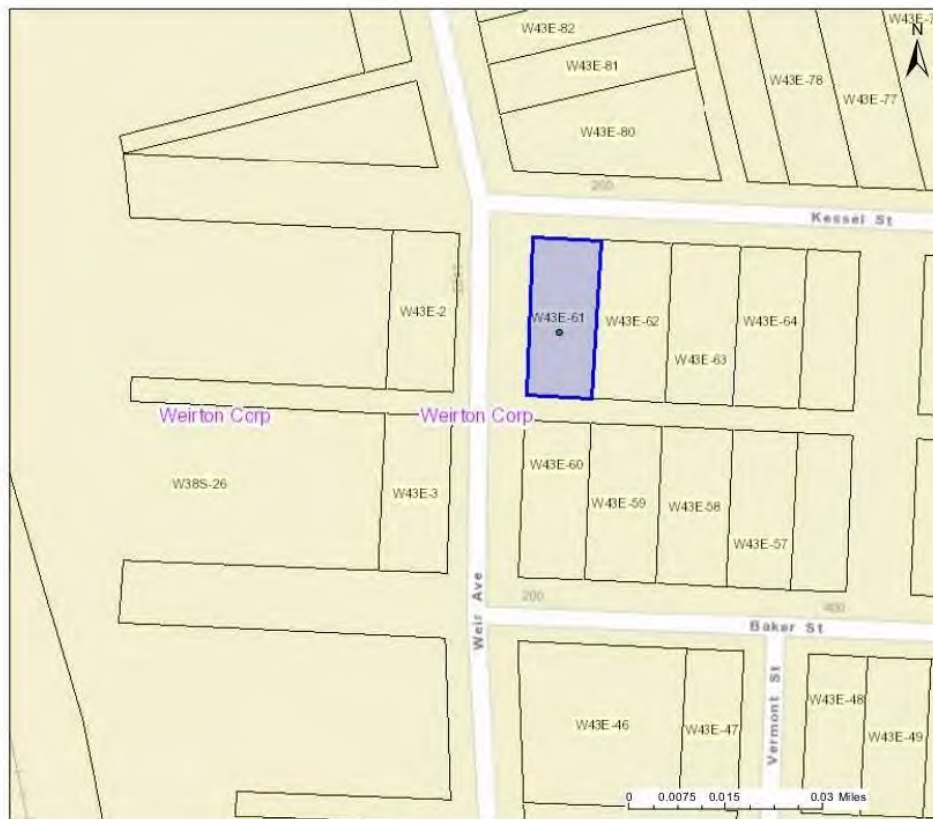 W43E-82
N
W43E-81
W43E-78
W43E-77
W43E-80
200
Kessel St
W43E-2
W43E-61
W43E-62
W43E-64
W43E-63
Weirton Corp
Weirton Corp
W43E-60
W38S-26
W43E-3
W43E-59
W43E-58
W43E-57
200
400
Weir Ave
Baker St
Vermont St
W43E-46
W43E-47
W43E-48
W43E-49
0 0.0075 0.015 0.03 Miles